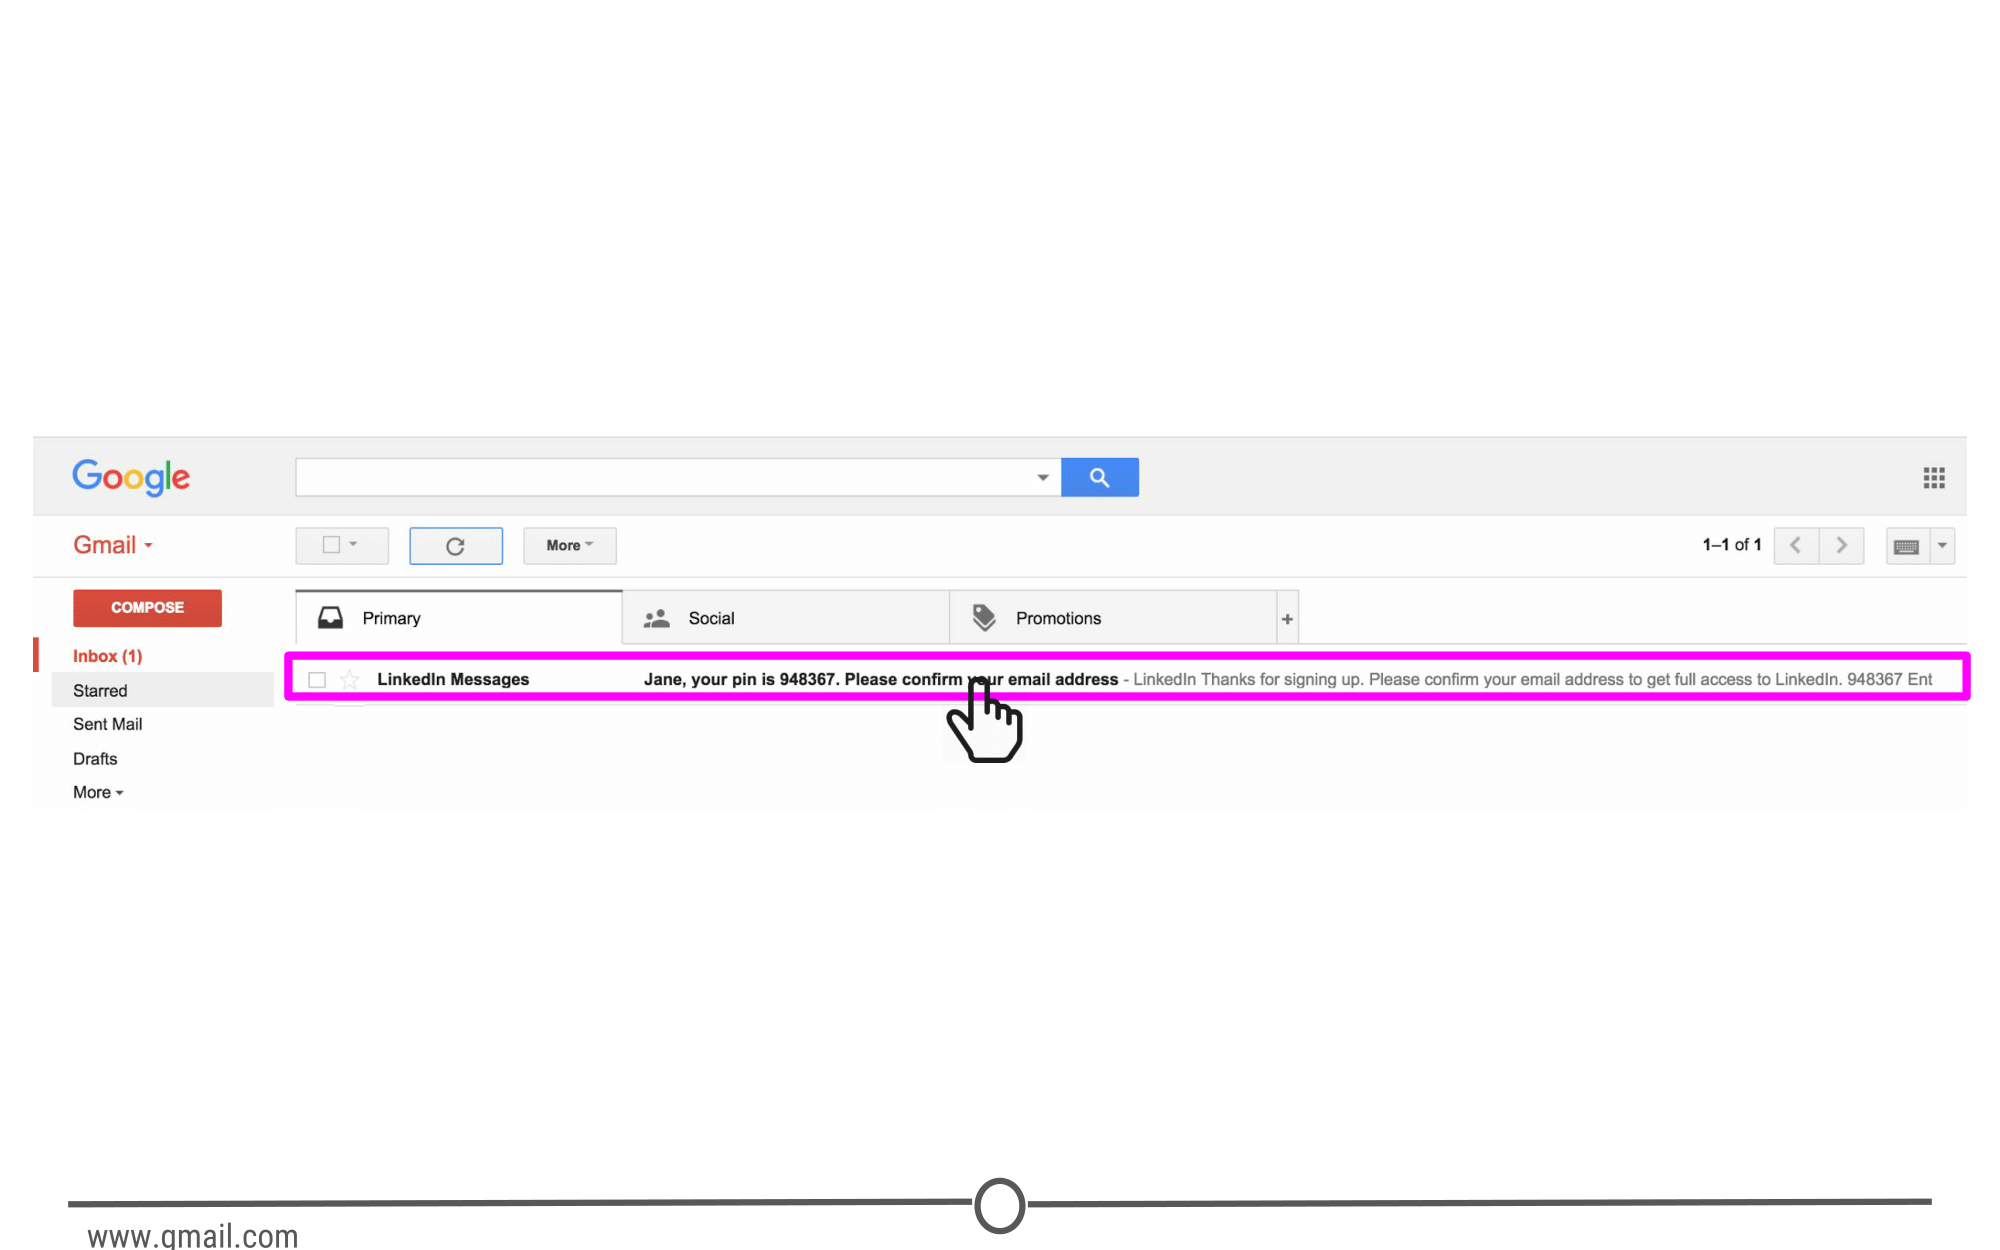 Google
Gmail
More
1–1 of 1
COMPOSE
Primary
Social
Promotions
+
Inbox (1)
LinkedIn Messages Jane, your pin is 948367. Please confirm your email address - LinkedIn Thanks for signing up. Please confirm your email address to get full access to LinkedIn. 948367 Ent
Starred
Sent Mail
Drafts
More
www.gmail.com